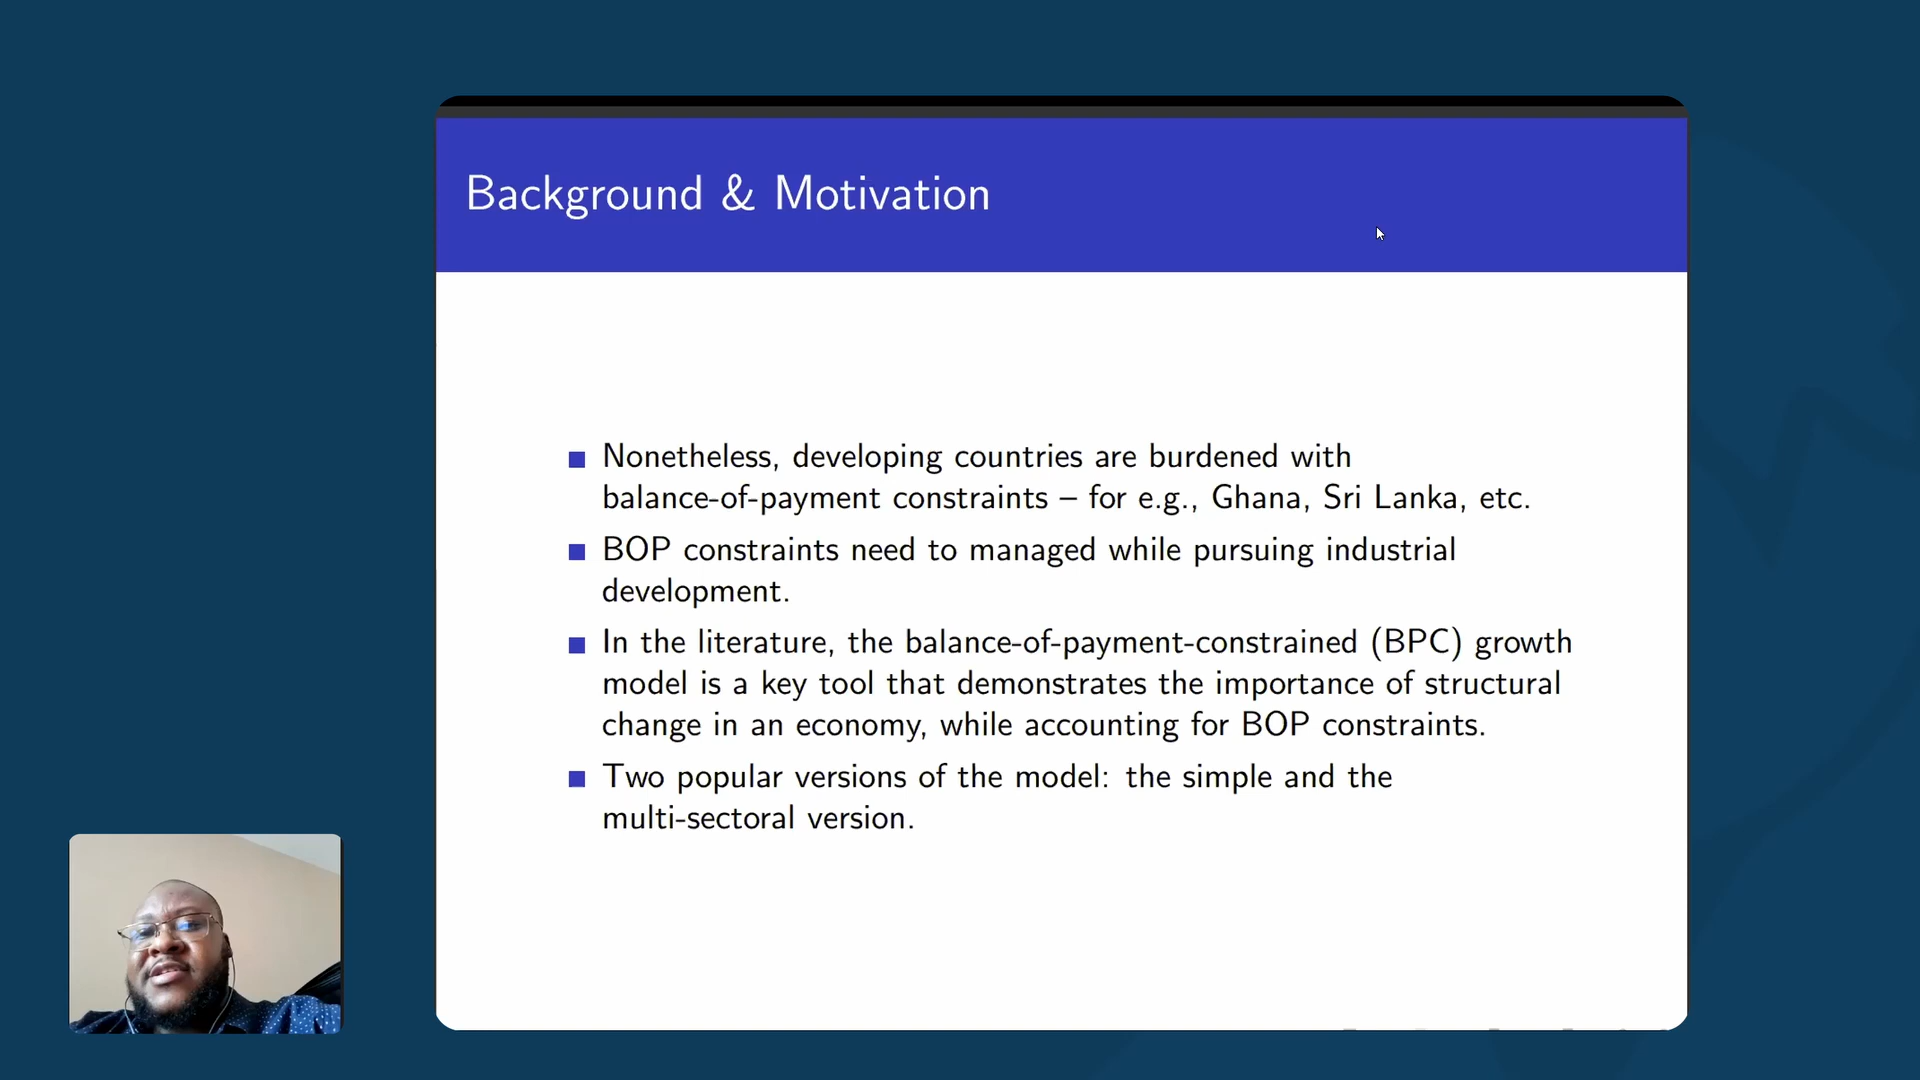 Background & Motivation
Nonetheless, developing countries are burdened with
balance-of-payment constraints – for e.g., Ghana, Sri Lanka, etc.
BOP constraints need to managed while pursuing industrial
development.
In the literature, the balance-of-payment-constrained (BPC) growth
model is a key tool that demonstrates the importance of structural
change in an economy, while accounting for BOP constraints.
Two popular versions of the model: the simple and the
multi-sectoral version.